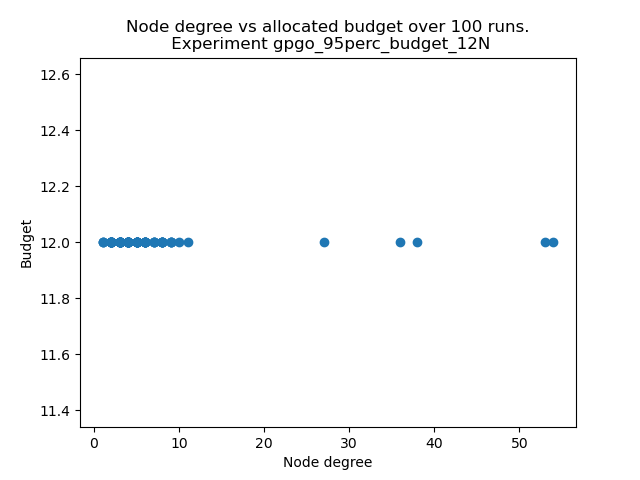 Node degree vs allocated budget over 100 runs.
Experiment gpgo_95perc_budget_12N
12.6
12.4
12.2
12.0
11.8
11.6
11.4
Budget
0 10 20 30 40 50
Node degree